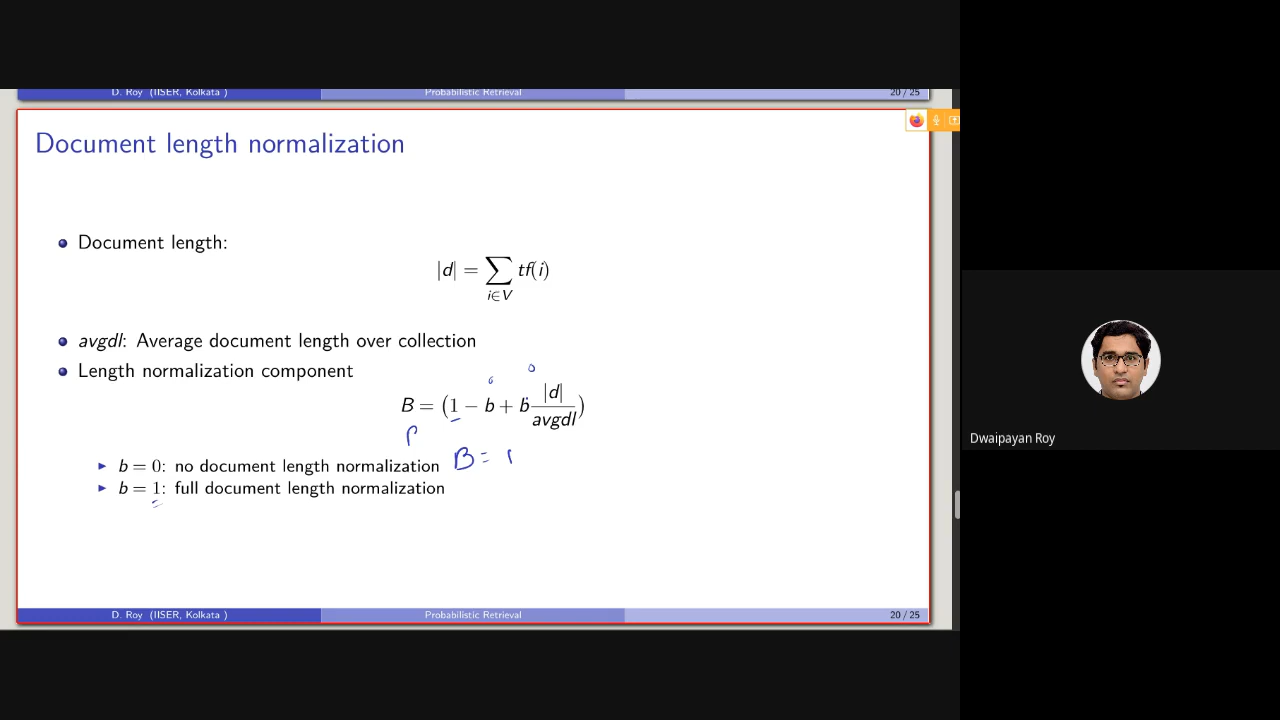 D. Roy (IISER, Kolkata ) Probabilistic Retrieval 20 / 25
Document length normalization
Document length:
|d| = ∑_{i∈V} tf(i)
avgdl: Average document length over collection
Length normalization component
0 0
B = (1 − b + b |d|/avgdl)
b = 0: no document length normalization B = 1
b = 1: full document length normalization
D. Roy (IISER, Kolkata ) Probabilistic Retrieval 20 / 25
Dwaipayan Roy